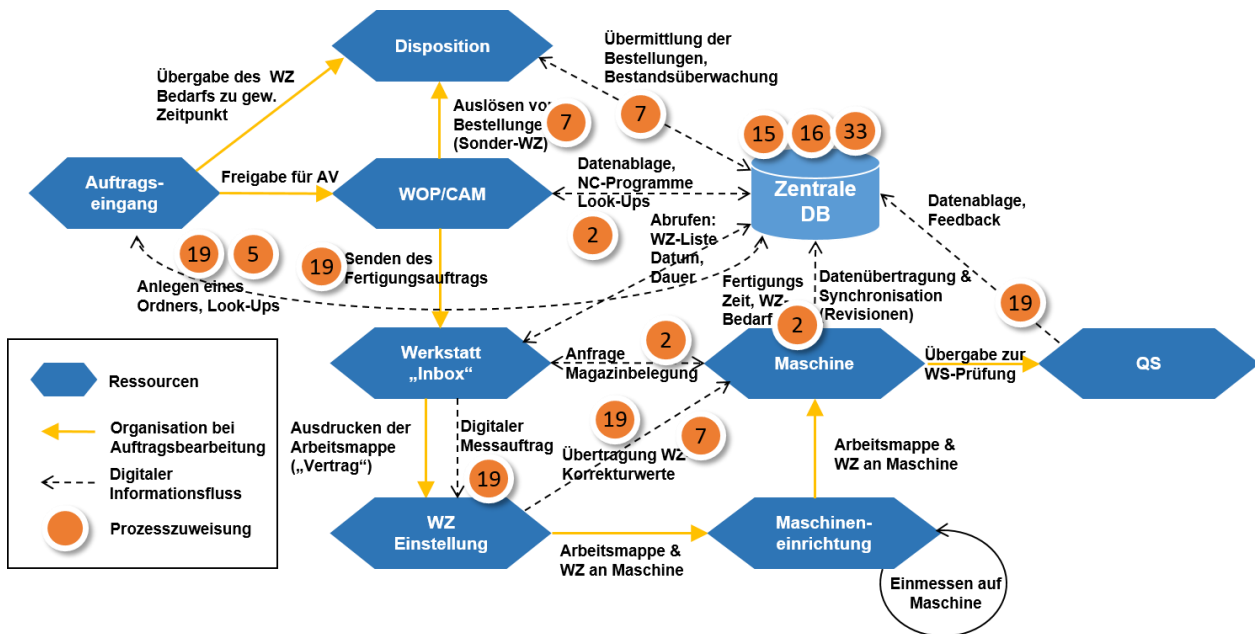 Disposition
Übermittlung der
Bestellungen,
Bestandsüberwachung
Übergabe des WZ
Bedarfs zu gew.
Zeitpunkt
Auslösen von
Bestellungen
(Sonder-WZ)
7
7
15
16
33
Auftrags-
eingang
Freigabe für AV
WOP/CAM
Datenablage,
NC-Programme
Look-Ups
Zentrale
DB
Datenablage,
Feedback
2
Abrufen:
WZ-Liste
Datum,
Dauer
19
5
19
Senden des
Fertigungsauftrags
Anlegen eines
Ordners, Look-Ups
Fertigungs
Zeit, WZ-
Bedarf
Datenübertragung &
Synchronisation
(Revisionen)
2
19
Werkstatt
„Inbox“
Anfrage
Magazinbelegung
2
Maschine
Übergabe zur
WS-Prüfung
QS
Ressourcen
Organisation bei
Auftragsbearbeitung
Digitaler
Informationsfluss
Prozesszuweisung
Ausdrucken der
Arbeitsmappe
(„Vertrag“)
Digitaler
Messauftrag
19
19
7
Übertragung WZ-
Korrekturwerte
Arbeitsmappe &
WZ an Maschine
WZ
Einstellung
Arbeitsmappe &
WZ an Maschine
Maschinen-
einrichtung
Einmessen auf
Maschine